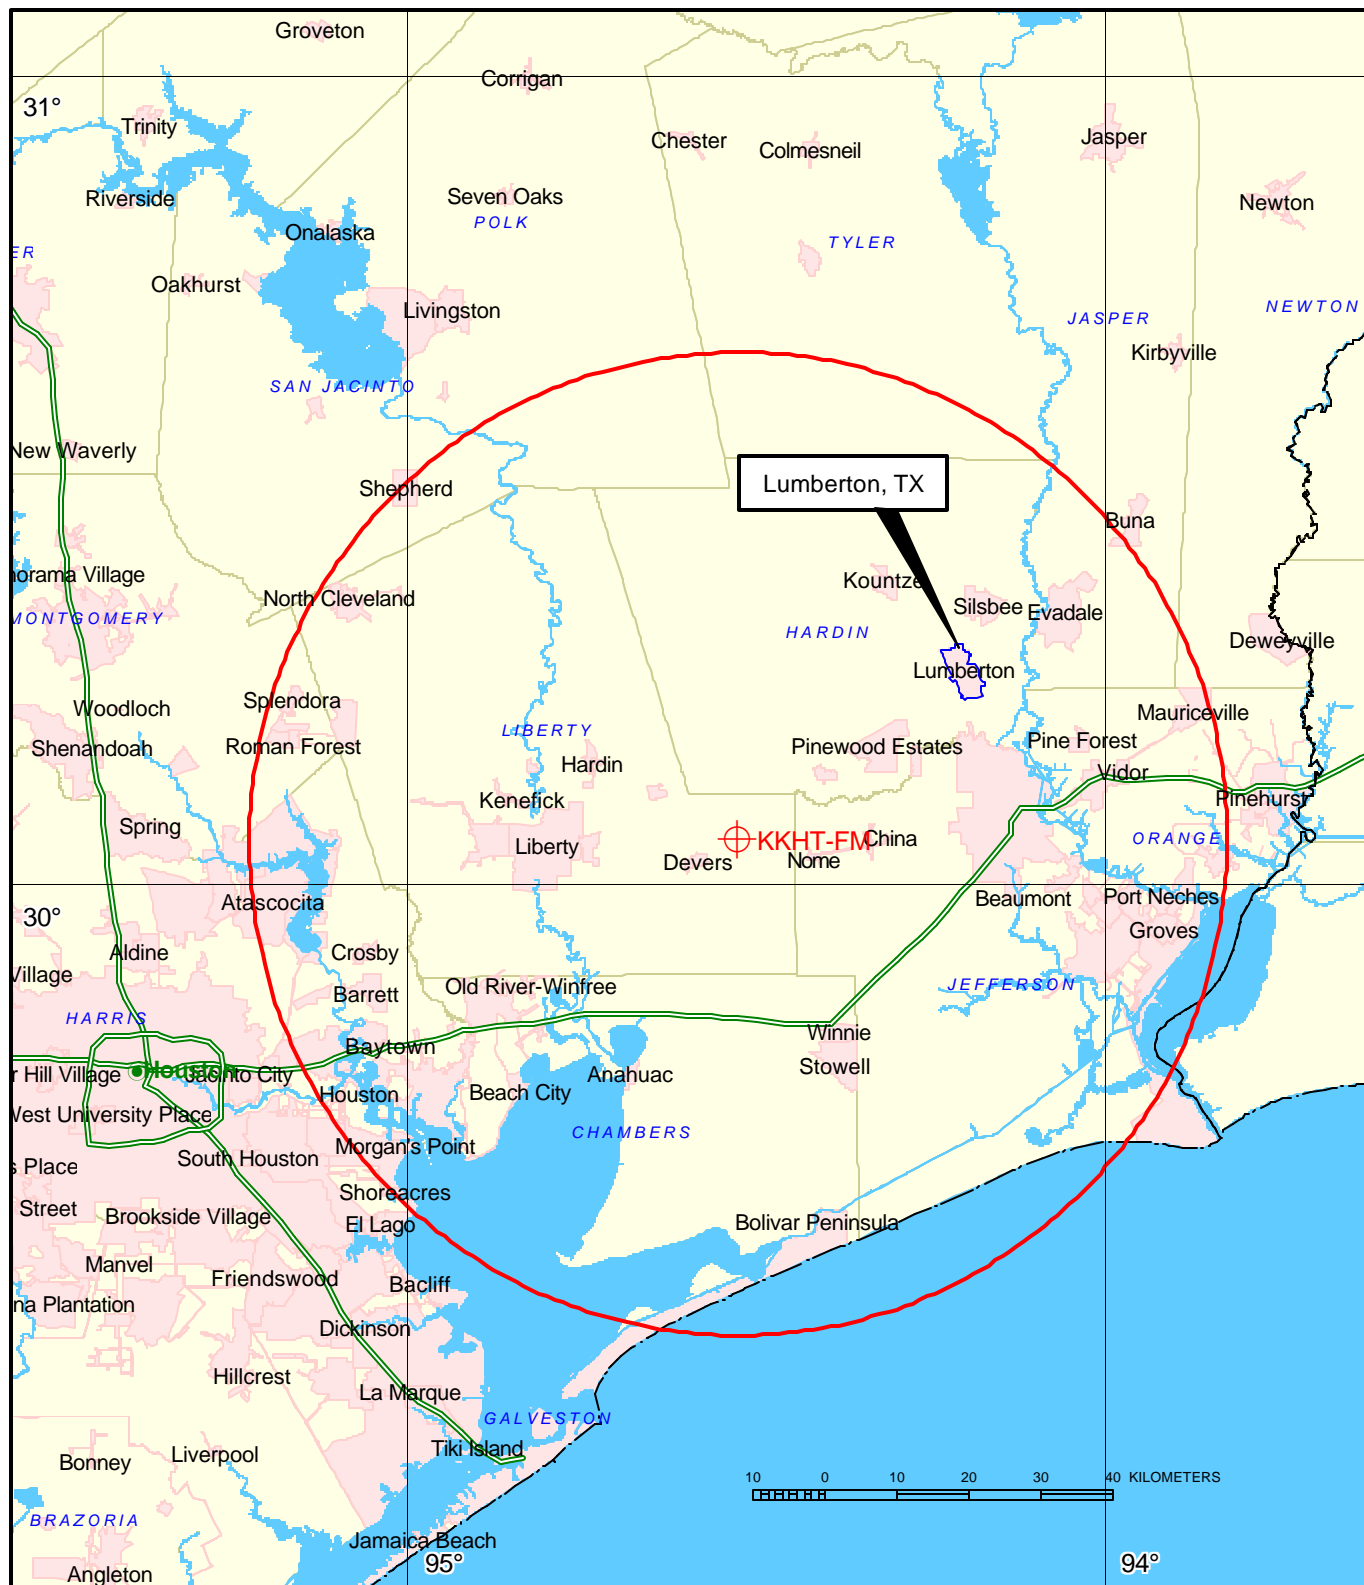 Groveton
Corrigan
31°
Trinity
Chester
Colmesneil
Jasper
Riverside
Seven Oaks
Newton
POLK
Onalaska
TYLER
ER
Oakhurst
Livingston
NEWTON
JASPER
Kirbyville
SAN JACINTO
New Waverly
Lumberton, TX
Shepherd
Buna
norama Village
Kountze
North Cleveland
Silsbee
Evadale
MONTGOMERY
HARDIN
Deweyville
Lumberton
Splendora
Woodloch
Mauriceville
LIBERTY
Shenandoah
Roman Forest
Pinewood Estates
Pine Forest
Hardin
Vidor
Kenefick
Pinehurst
Spring
Liberty
KKHT-FM
China
ORANGE
Devers
Nome
30°
Atascocita
Beaumont
Port Neches
Groves
Aldine
Crosby
Village
Old River-Winfree
JEFFERSON
Barrett
HARRIS
Winnie
Baytown
Houston
r Hill Village
Jacinto City
Anahuac
Stowell
Houston
Beach City
West University Place
CHAMBERS
Morgan's Point
South Houston
s Place
Shoreacres
Street
Brookside Village
El Lago
Bolivar Peninsula
Manvel
Friendswood
Bacliff
na Plantation
Dickinson
Hillcrest
La Marque
GALVESTON
Tiki Island
Liverpool
Bonney
10 0 10 20 30 40 KILOMETERS
BRAZORIA
Jamaica Beach
95°
94°
Angleton